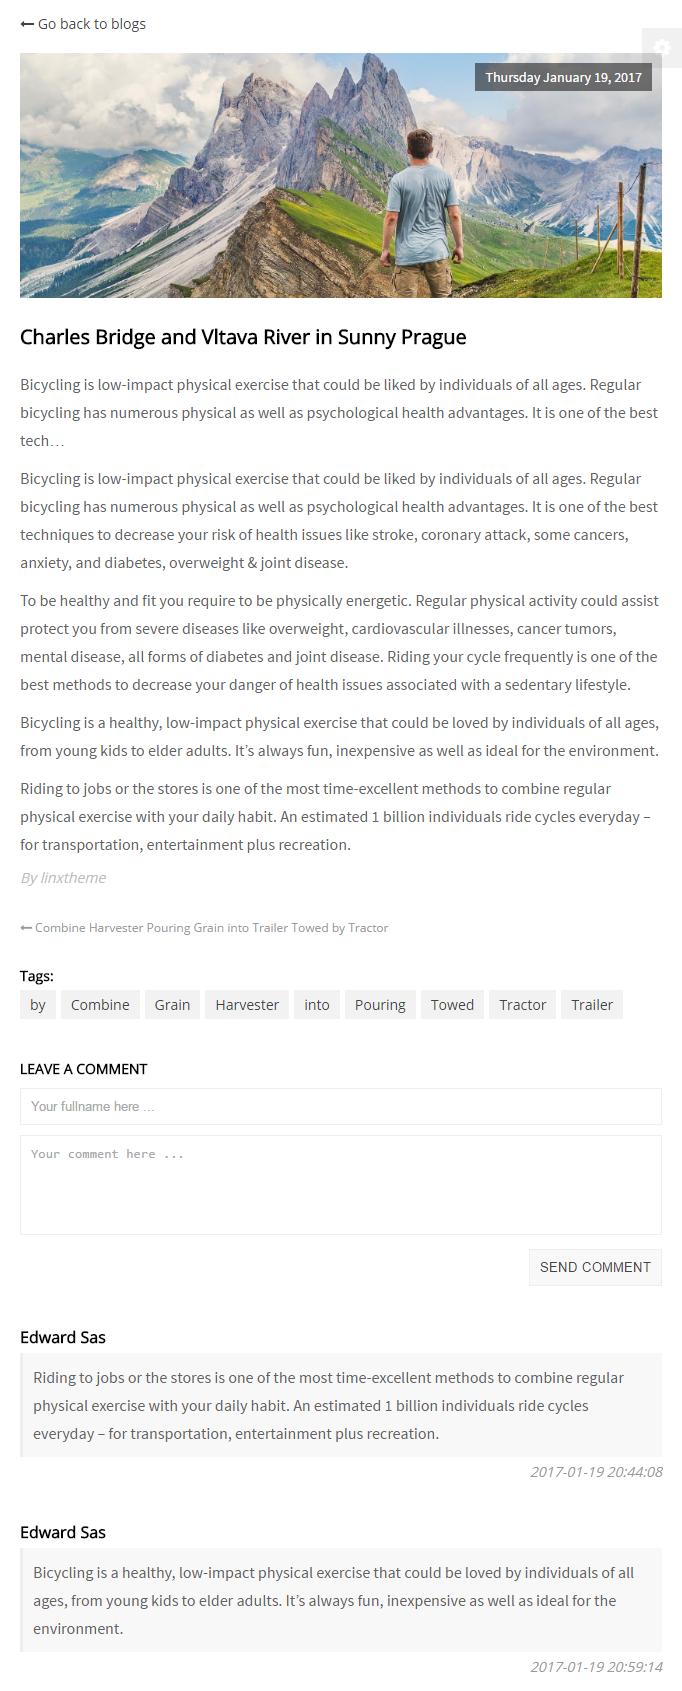 Go back to blogs
Thursday January 19, 2017
Charles Bridge and Vltava River in Sunny Prague
Bicycling is low-impact physical exercise that could be liked by individuals of all ages. Regular
bicycling has numerous physical as well as psychological health advantages. It is one of the best
tech…
Bicycling is low-impact physical exercise that could be liked by individuals of all ages. Regular
bicycling has numerous physical as well as psychological health advantages. It is one of the best
techniques to decrease your risk of health issues like stroke, coronary attack, some cancers,
anxiety, and diabetes, overweight & joint disease.
To be healthy and fit you require to be physically energetic. Regular physical activity could assist
protect you from severe diseases like overweight, cardiovascular illnesses, cancer tumors,
mental disease, all forms of diabetes and joint disease. Riding your cycle frequently is one of the
best methods to decrease your danger of health issues associated with a sedentary lifestyle.
Bicycling is a healthy, low-impact physical exercise that could be loved by individuals of all ages,
from young kids to elder adults. It’s always fun, inexpensive as well as ideal for the environment.
Riding to jobs or the stores is one of the most time-excellent methods to combine regular
physical exercise with your daily habit. An estimated 1 billion individuals ride cycles everyday –
for transportation, entertainment plus recreation.
By linxtheme
Combine Harvester Pouring Grain into Trailer Towed by Tractor
Tags:
by Combine Grain Harvester into Pouring Towed Tractor Trailer
LEAVE A COMMENT
Your fullname here ...
Your comment here ...
SEND COMMENT
Edward Sas
Riding to jobs or the stores is one of the most time-excellent methods to combine regular
physical exercise with your daily habit. An estimated 1 billion individuals ride cycles
everyday – for transportation, entertainment plus recreation.
2017-01-19 20:44:08
Edward Sas
Bicycling is a healthy, low-impact physical exercise that could be loved by individuals of all
ages, from young kids to elder adults. It’s always fun, inexpensive as well as ideal for the
environment.
2017-01-19 20:59:14